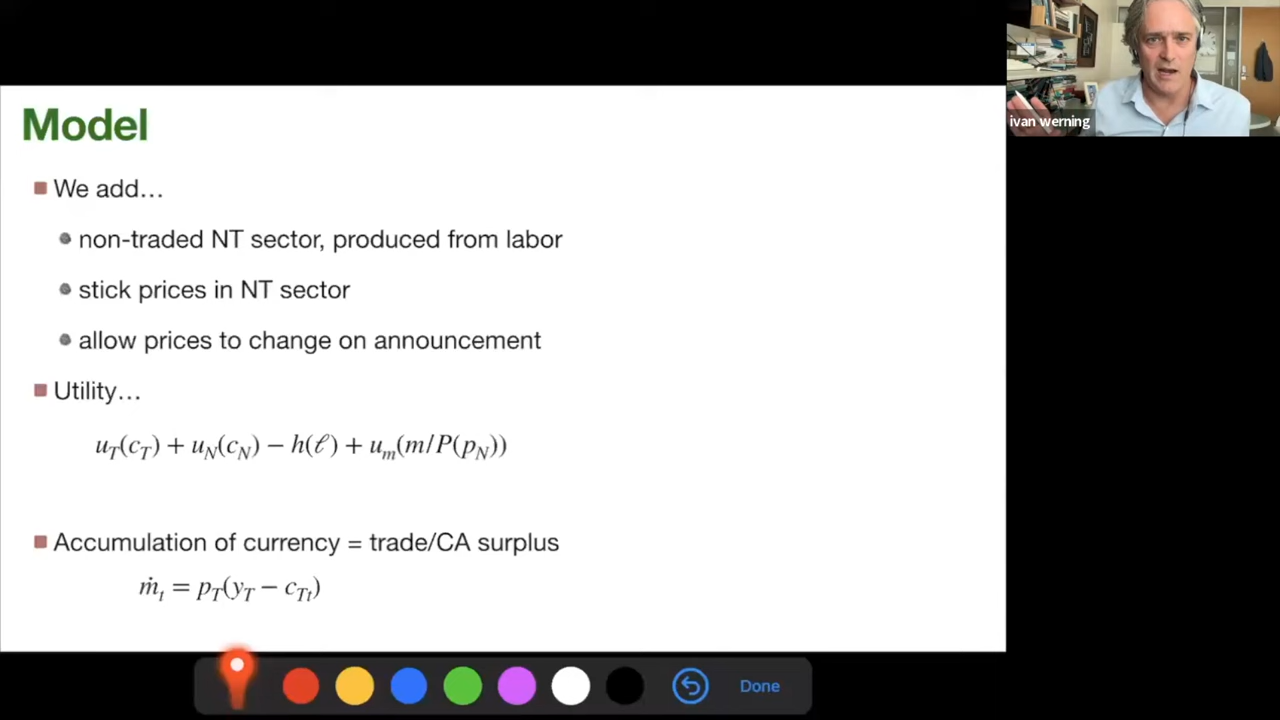 Model
We add…
non-traded NT sector, produced from labor
stick prices in NT sector
allow prices to change on announcement
Utility…
u_T(c_T) + u_N(c_N) − h(ℓ) + u_m(m/P(p_N))
Accumulation of currency = trade/CA surplus
ṁ_t = p_T(y_T − c_{Tt})
ivan werning
Done